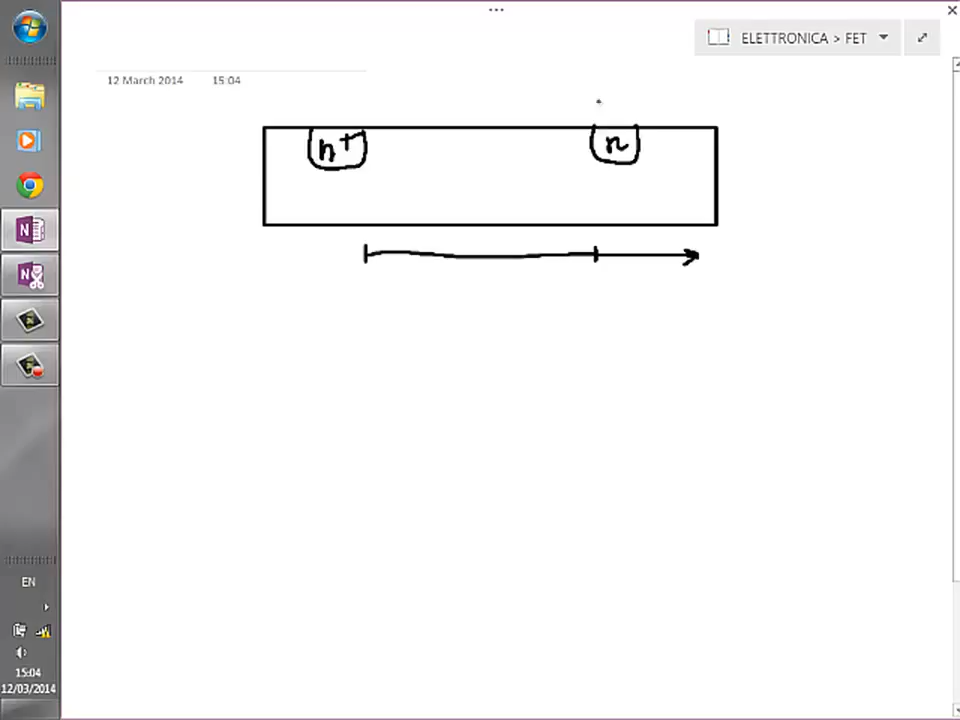 ELETTRONICA > FET
12 March 2014 15:04
n+
n
EN
15:04
12/03/2014